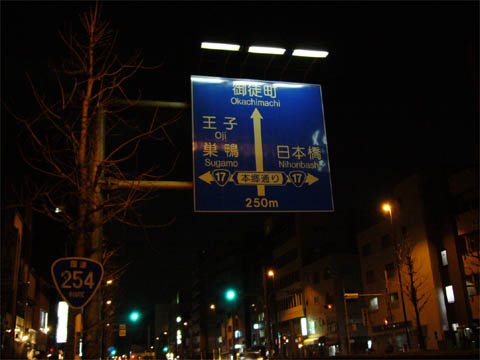 御徒町
Okachimachi
王子
Oji
巣鴨
Sugamo
日本橋
Nihonbashi
17 本郷通り 17
250m
国道
254
ROUTE